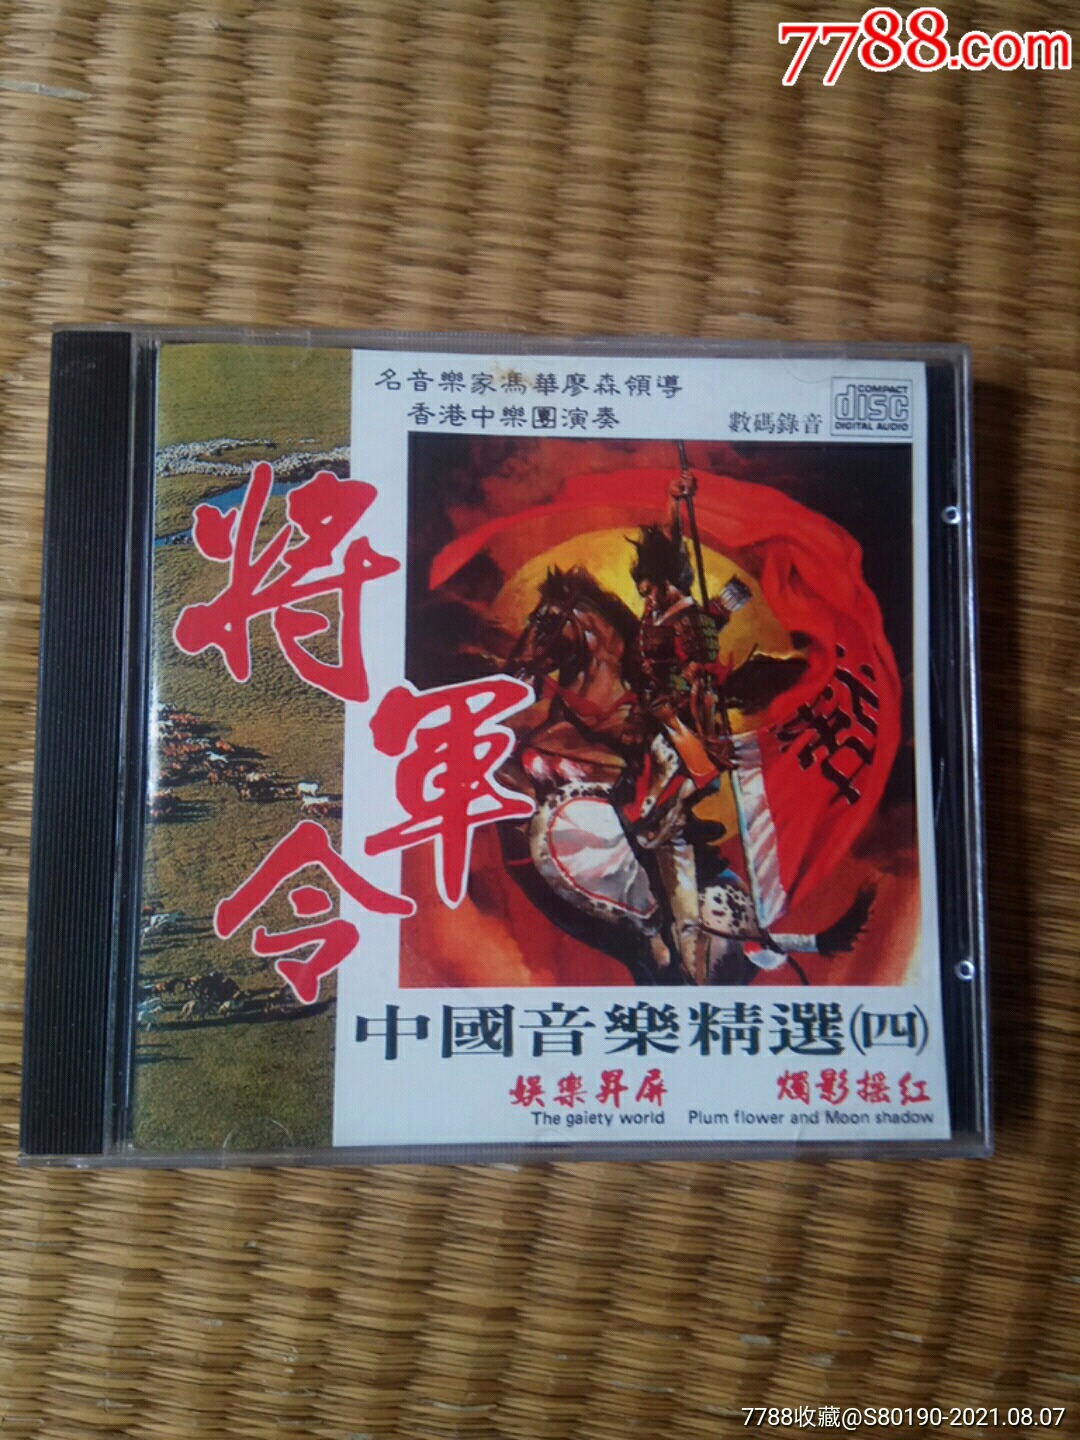 7788.com
名音樂家馮華廖森領導
香港中樂團演奏
數碼錄音
COMPACT
disc
DIGITAL AUDIO
將軍令
中國音樂精選(四)
娛樂昇屏 燭影搖红
The gaiety world Plum flower and Moon shadow
7788收藏@S80190-2021.08.07